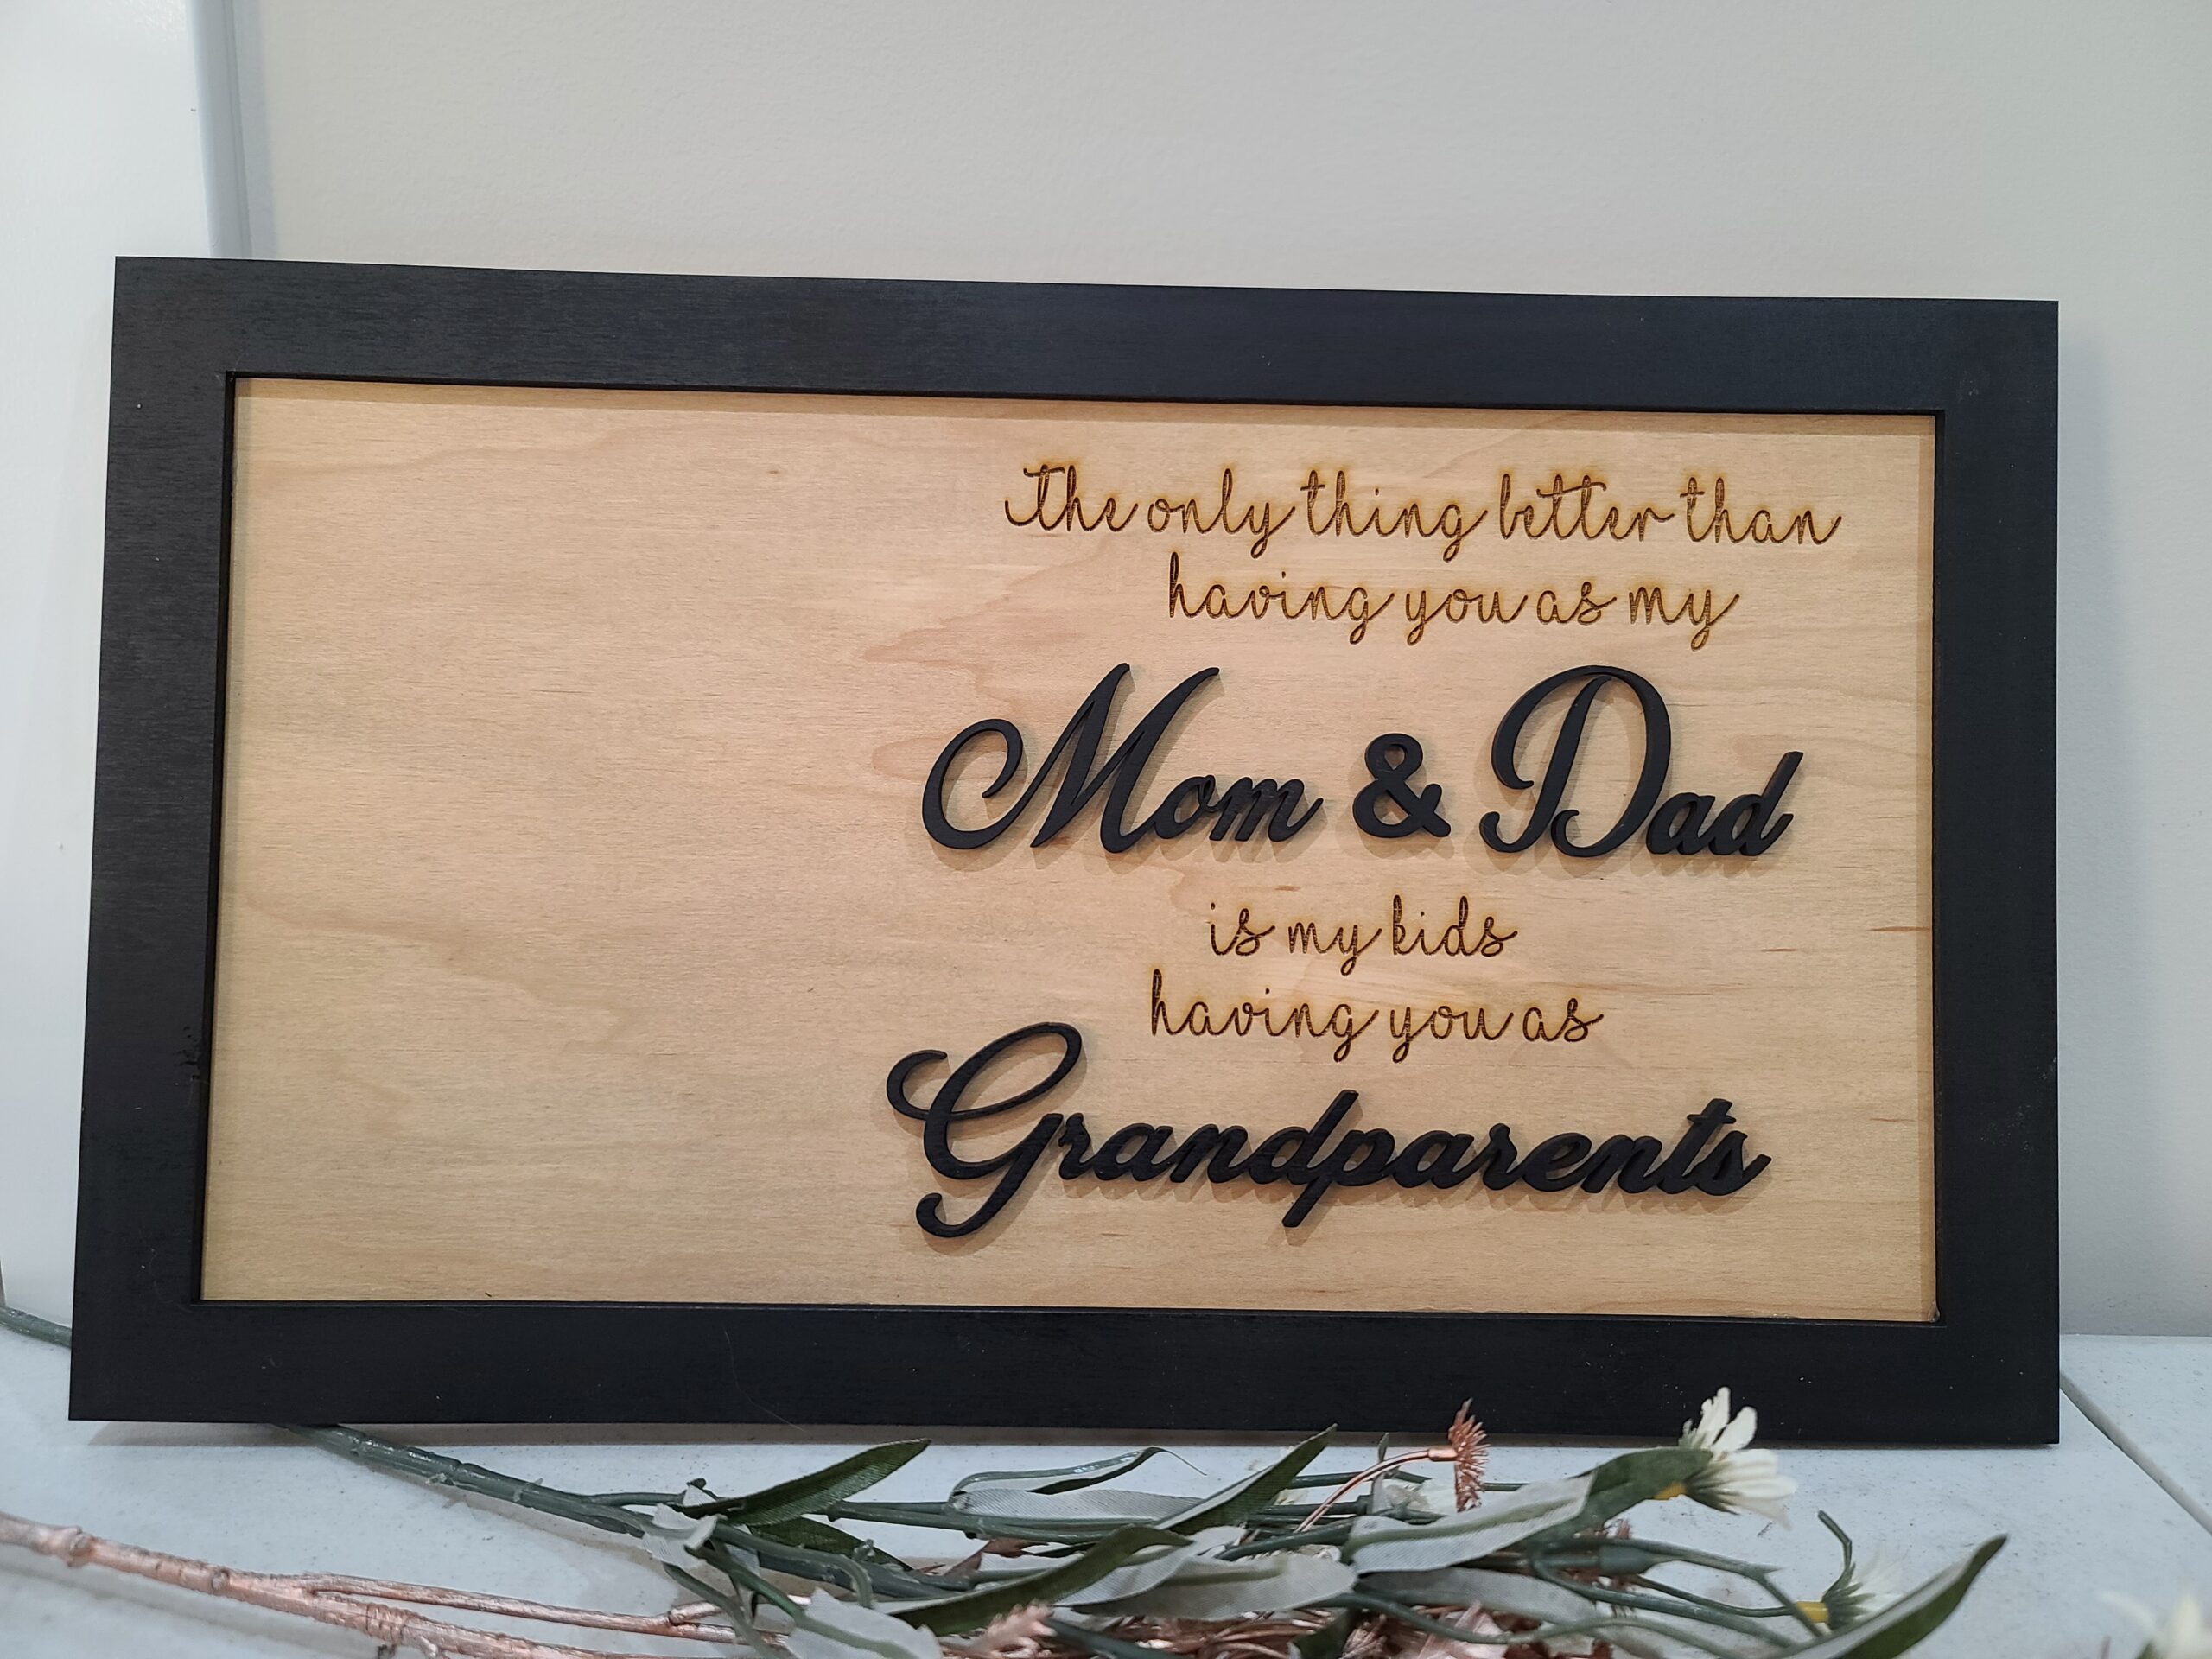 The only thing better than
having you as my
Mom & Dad
is my kids
having you as
Grandparents